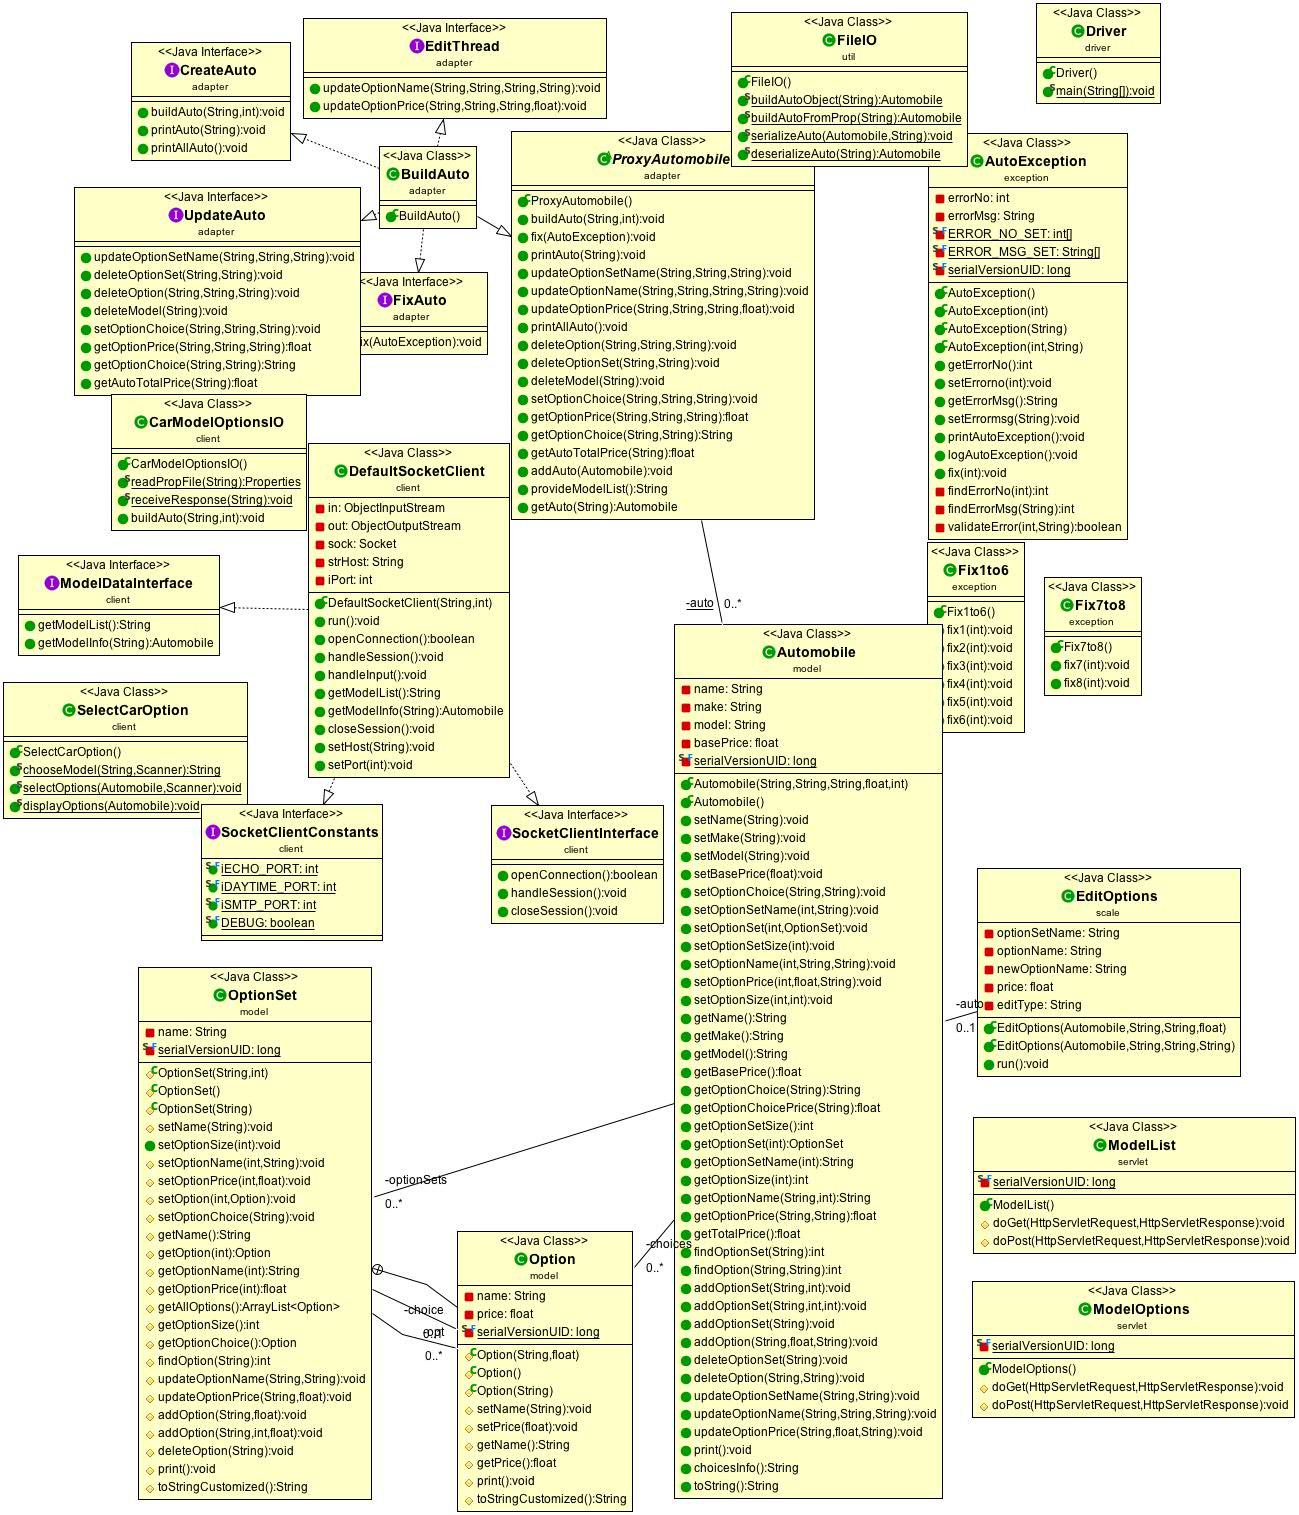 <<Java Interface>>
CreateAuto
adapter
buildAuto(String,int):void
printAuto(String):void
printAllAuto():void
<<Java Interface>>
EditThread
adapter
updateOptionName(String,String,String,String):void
updateOptionPrice(String,String,String,float):void
<<Java Class>>
FileIO
util
FileIO()
buildAutoObject(String):Automobile
buildAutoFromProp(String):Automobile
serializeAuto(Automobile,String):void
deserializeAuto(String):Automobile
<<Java Class>>
Driver
driver
Driver()
main(String[]):void
<<Java Class>>
BuildAuto
adapter
BuildAuto()
<<Java Class>>
ProxyAutomobile
adapter
ProxyAutomobile()
buildAuto(String,int):void
fix(AutoException):void
printAuto(String):void
updateOptionSetName(String,String,String):void
updateOptionName(String,String,String,String):void
updateOptionPrice(String,String,String,float):void
printAllAuto():void
deleteOption(String,String,String):void
deleteOptionSet(String,String):void
deleteModel(String):void
setOptionChoice(String,String,String):void
getOptionPrice(String,String,String):float
getOptionChoice(String,String):String
getAutoTotalPrice(String):float
addAuto(Automobile):void
provideModelList():String
getAuto(String):Automobile
<<Java Class>>
AutoException
exception
errorNo: int
errorMsg: String
ERROR_NO_SET: int[]
ERROR_MSG_SET: String[]
serialVersionUID: long
AutoException()
AutoException(int)
AutoException(String)
AutoException(int,String)
getErrorNo():int
setErrorno(int):void
getErrorMsg():String
setErrormsg(String):void
printAutoException():void
logAutoException():void
fix(int):void
findErrorNo(int):int
findErrorMsg(String):int
validateError(int,String):boolean
<<Java Interface>>
UpdateAuto
adapter
updateOptionSetName(String,String,String):void
deleteOptionSet(String,String):void
deleteOption(String,String,String):void
deleteModel(String):void
setOptionChoice(String,String,String):void
getOptionPrice(String,String,String):float
getOptionChoice(String,String):String
getAutoTotalPrice(String):float
<<Java Interface>>
FixAuto
adapter
ix(AutoException):void
<<Java Class>>
CarModelOptionsIO
client
CarModelOptionsIO()
readPropFile(String):Properties
receiveResponse(String):void
buildAuto(String,int):void
<<Java Class>>
DefaultSocketClient
client
in: ObjectInputStream
out: ObjectOutputStream
sock: Socket
strHost: String
iPort: int
DefaultSocketClient(String,int)
run():void
openConnection():boolean
handleSession():void
handleInput():void
getModelList():String
getModelInfo(String):Automobile
closeSession():void
setHost(String):void
setPort(int):void
<<Java Interface>>
ModelDataInterface
client
getModelList():String
getModelInfo(String):Automobile
<<Java Class>>
SelectCarOption
client
SelectCarOption()
chooseModel(String,Scanner):String
selectOptions(Automobile,Scanner):void
displayOptions(Automobile):void
<<Java Interface>>
SocketClientConstants
client
iECHO_PORT: int
iDAYTIME_PORT: int
iSMTP_PORT: int
DEBUG: boolean
<<Java Interface>>
SocketClientInterface
client
openConnection():boolean
handleSession():void
closeSession():void
-auto 0..*
<<Java Class>>
Fix1to6
exception
Fix1to6()
fix1(int):void
fix2(int):void
fix3(int):void
fix4(int):void
fix5(int):void
fix6(int):void
<<Java Class>>
Fix7to8
exception
Fix7to8()
fix7(int):void
fix8(int):void
<<Java Class>>
Automobile
model
name: String
make: String
model: String
basePrice: float
serialVersionUID: long
Automobile(String,String,String,float,int)
Automobile()
setName(String):void
setMake(String):void
setModel(String):void
setBasePrice(float):void
setOptionChoice(String,String):void
setOptionSetName(int,String):void
setOptionSet(int,OptionSet):void
setOptionSetSize(int):void
setOptionName(int,String,String):void
setOptionPrice(int,float,String):void
setOptionSize(int,int):void
getName():String
getMake():String
getModel():String
getBasePrice():float
getOptionChoice(String):String
getOptionChoicePrice(String):float
getOptionSetSize():int
getOptionSet(int):OptionSet
getOptionSetName(int):String
getOptionSize(int):int
getOptionName(String,int):String
getOptionPrice(String,String):float
getTotalPrice():float
findOptionSet(String):int
findOption(String,String):int
addOptionSet(String,int):void
addOptionSet(String,int,int):void
addOptionSet(String):void
addOption(String,float,String):void
deleteOptionSet(String):void
deleteOption(String,String):void
updateOptionSetName(String,String):void
updateOptionName(String,String,String):void
updateOptionPrice(String,float,String):void
print():void
choicesInfo():String
toString():String
<<Java Class>>
EditOptions
scale
optionSetName: String
optionName: String
newOptionName: String
price: float
editType: String
EditOptions(Automobile,String,String,float)
EditOptions(Automobile,String,String,String)
run():void
-auto
0..1
<<Java Class>>
OptionSet
model
name: String
serialVersionUID: long
OptionSet(String,int)
OptionSet()
OptionSet(String)
setName(String):void
setOptionSize(int):void
setOptionName(int,String):void
setOptionPrice(int,float):void
setOption(int,Option):void
setOptionChoice(String):void
getName():String
getOption(int):Option
getOptionName(int):String
getOptionPrice(int):float
getAllOptions():ArrayList<Option>
getOptionSize():int
getOptionChoice():Option
findOption(String):int
updateOptionName(String,String):void
updateOptionPrice(String,float):void
addOption(String,float):void
addOption(String,int,float):void
deleteOption(String):void
print():void
toStringCustomized():String
-optionSets
0..*
-choices
0..*
-choice
0..*
<<Java Class>>
Option
model
name: String
price: float
serialVersionUID: long
Option(String,float)
Option()
Option(String)
setName(String):void
setPrice(float):void
getName():String
getPrice():float
print():void
toStringCustomized():String
<<Java Class>>
ModelList
servlet
serialVersionUID: long
ModelList()
doGet(HttpServletRequest,HttpServletResponse):void
doPost(HttpServletRequest,HttpServletResponse):void
<<Java Class>>
ModelOptions
servlet
serialVersionUID: long
ModelOptions()
doGet(HttpServletRequest,HttpServletResponse):void
doPost(HttpServletRequest,HttpServletResponse):void